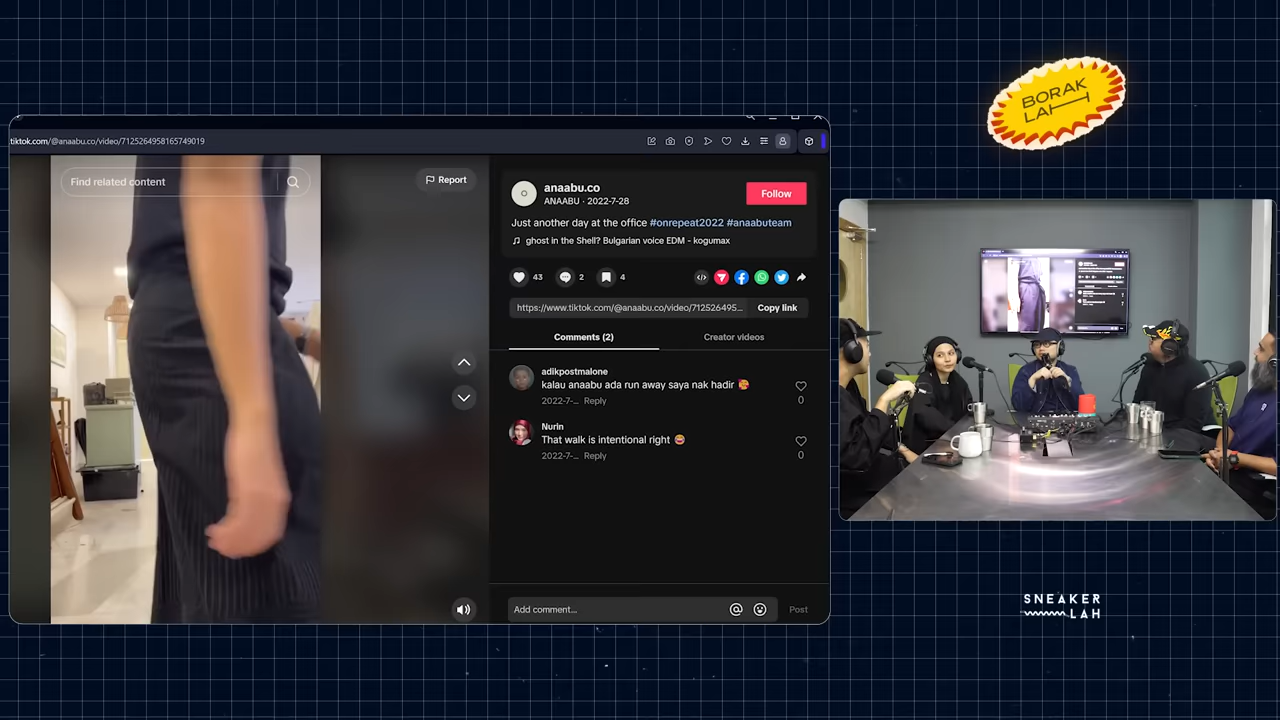 BORAK
LAH
tiktok.com/@anaabu.co/video/7125264958165749019
Find related content
Report
anaabu.co
ANAABU · 2022-7-28
Follow
Just another day at the office #onrepeat2022 #anaabuteam
ghost in the Shell? Bulgarian voice EDM - kogumax
43
2
4
https://www.tiktok.com/@anaabu.co/video/712526495...
Copy link
Comments (2)
Creator videos
adikpostmalone
kalau anaabu ada run away saya nak hadir 🥰
2022-7-... Reply
0
Nurin
That walk is intentional right 😂
2022-7-... Reply
0
Add comment...
Post
SNEAKER
LAH